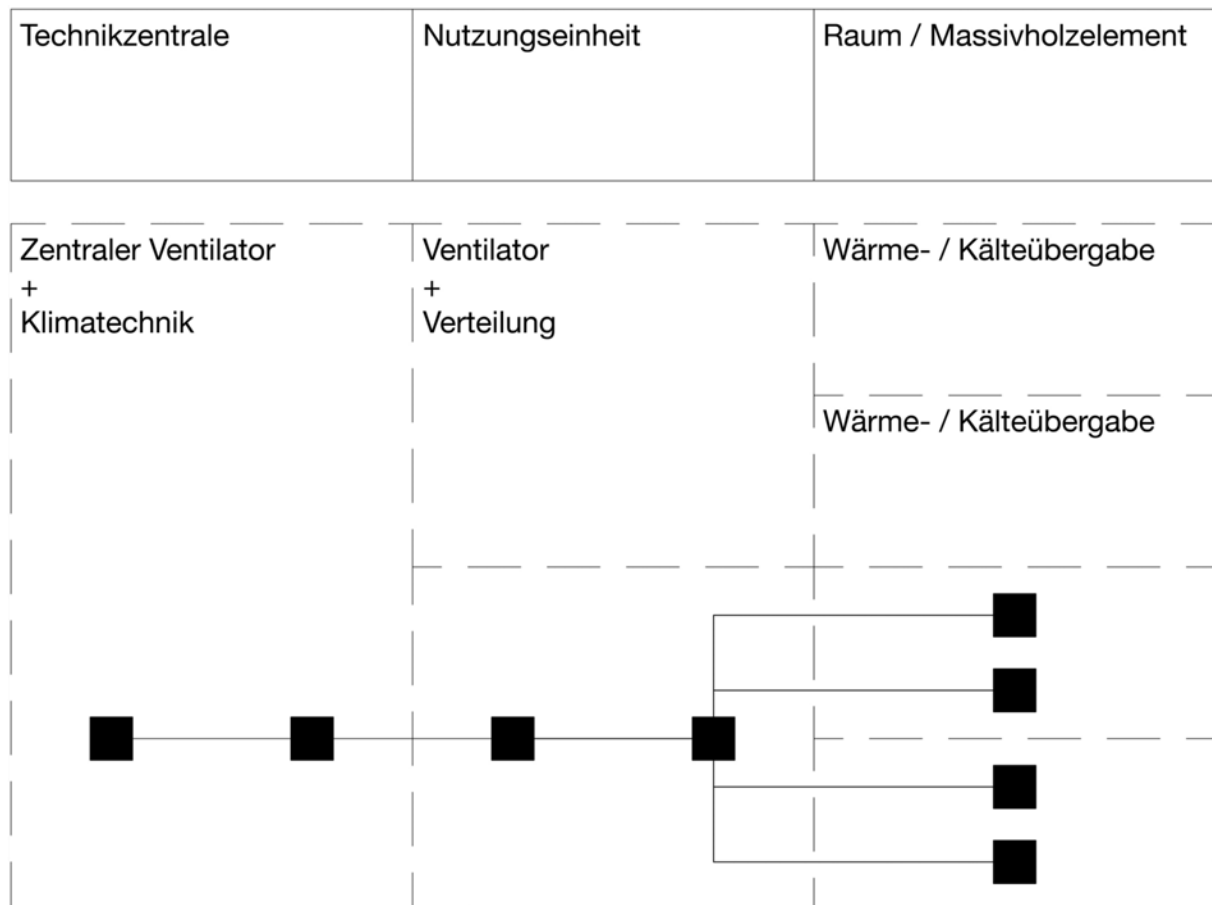 Technikzentrale
Nutzungseinheit
Raum / Massivholzelement
Zentraler Ventilator
+
Klimatechnik
Ventilator
+
Verteilung
Wärme- / Kälteübergabe
Wärme- / Kälteübergabe